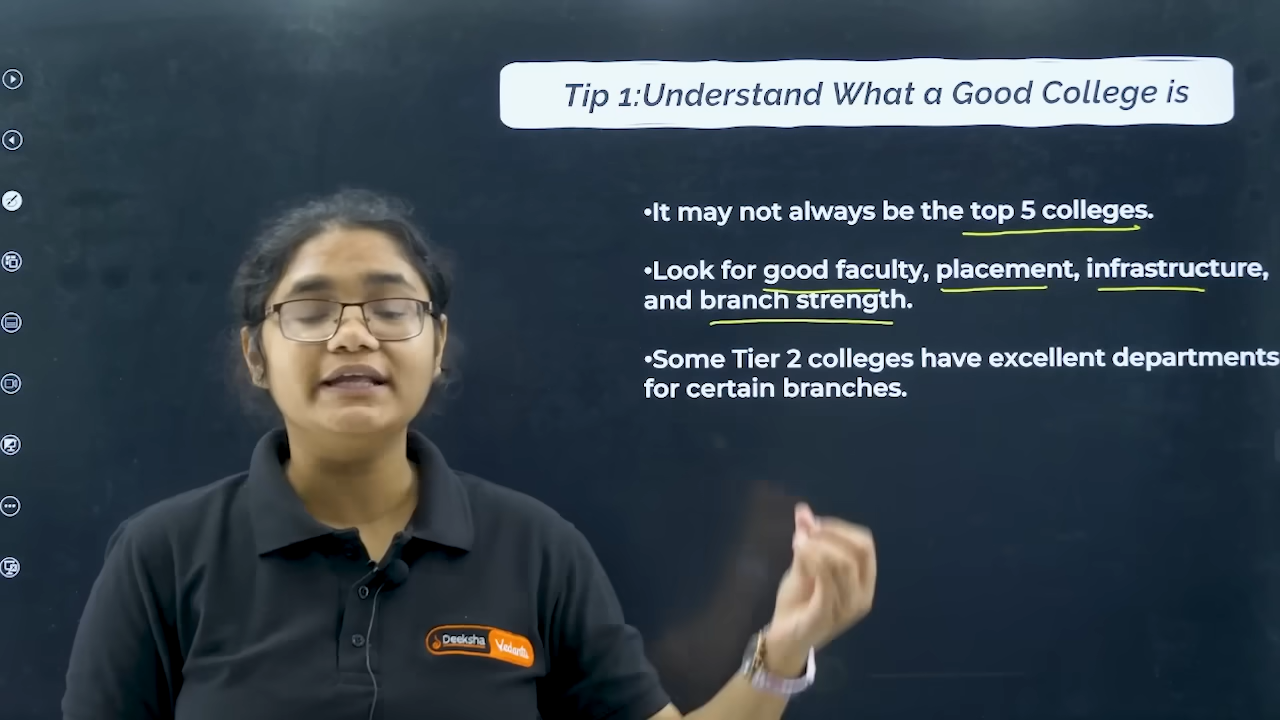 Tip 1:Understand What a Good College is
•It may not always be the top 5 colleges.
•Look for good faculty, placement, infrastructure,
and branch strength.
•Some Tier 2 colleges have excellent departments
for certain branches.
Deeksha
Vedantu